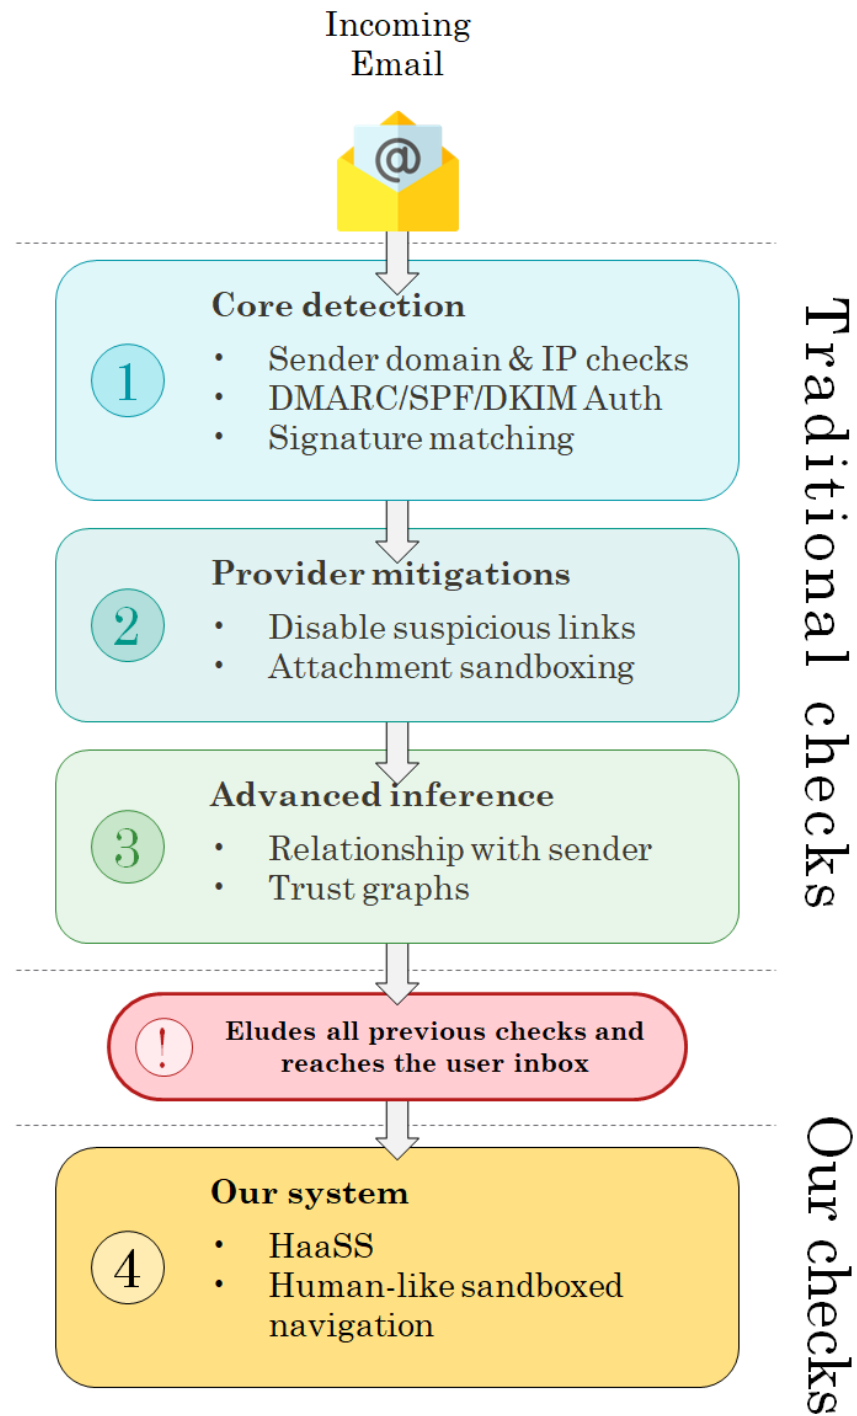 Incoming
Email
@
Core detection
1
• Sender domain & IP checks
• DMARC/SPF/DKIM Auth
• Signature matching
Provider mitigations
2
• Disable suspicious links
• Attachment sandboxing
Advanced inference
3
• Relationship with sender
• Trust graphs
Traditional checks
!
Eludes all previous checks and
reaches the user inbox
Our system
4
• HaaSS
• Human-like sandboxed
navigation
Our checks